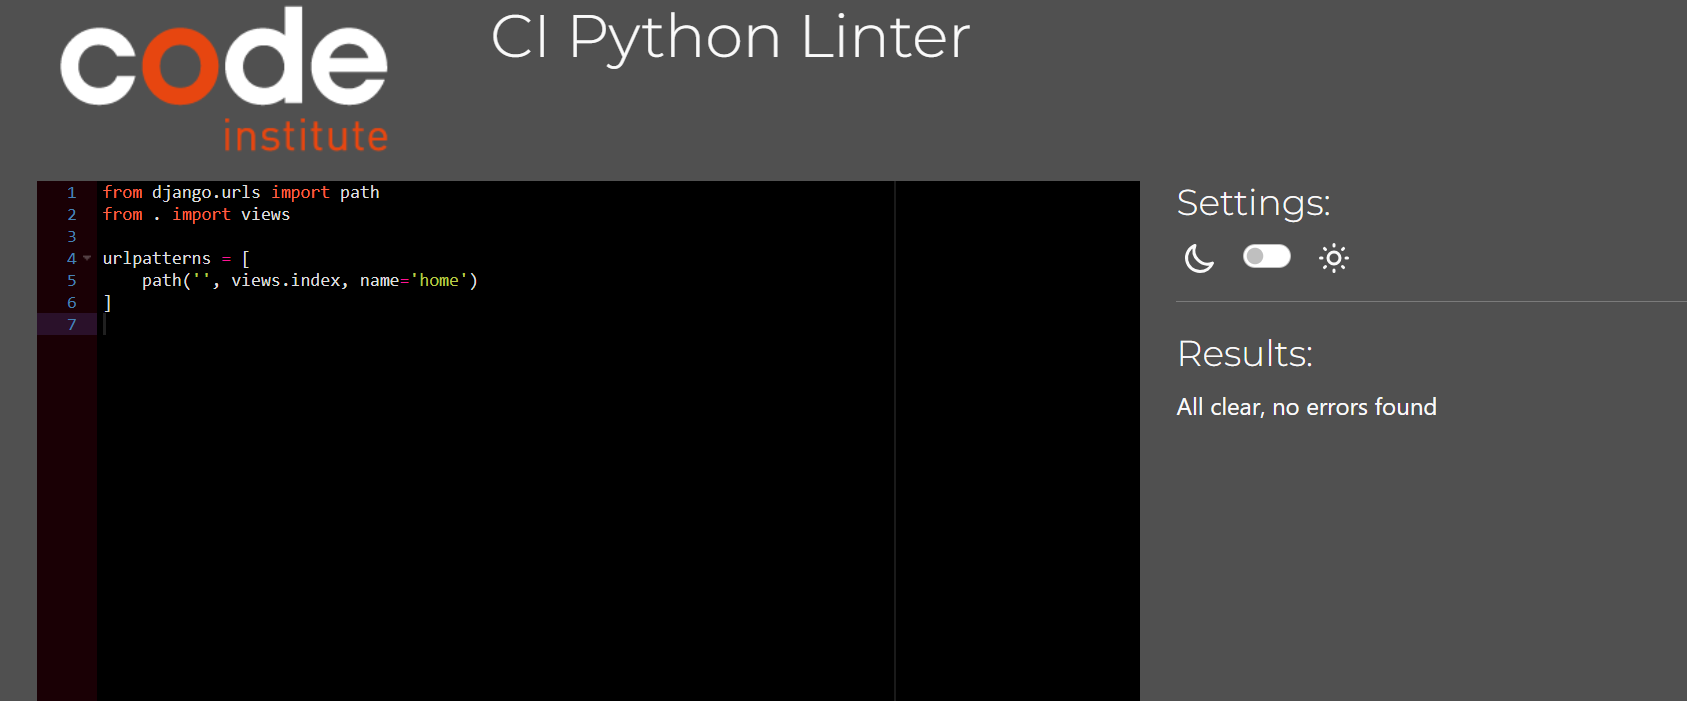 code
institute
CI Python Linter
1 from django.urls import path
2 from . import views
3
4 urlpatterns = [
5     path('', views.index, name='home')
6 ]
7
Settings:
Results:
All clear, no errors found